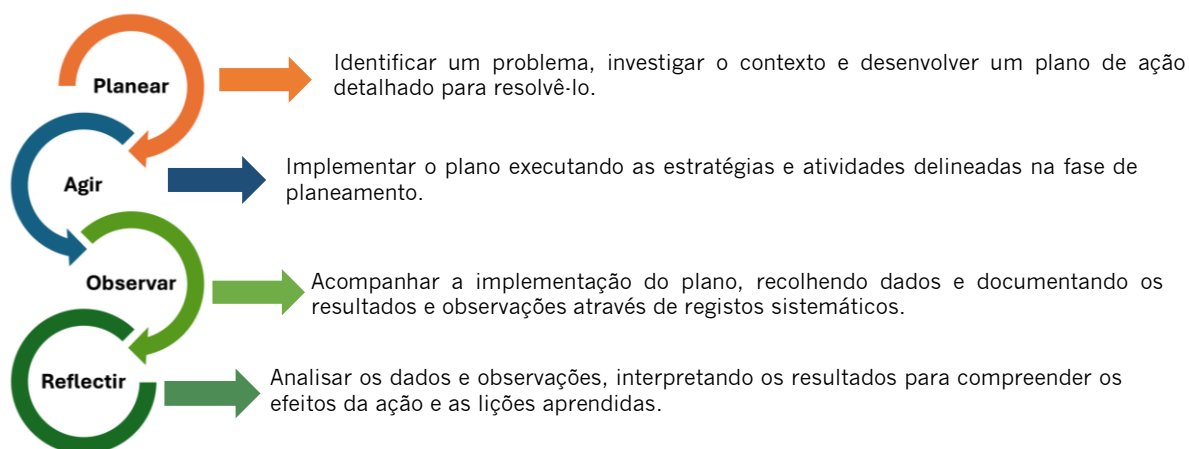 Planear
Identificar um problema, investigar o contexto e desenvolver um plano de ação
detalhado para resolvê-lo.
Agir
Implementar o plano executando as estratégias e atividades delineadas na fase de
planeamento.
Observar
Acompanhar a implementação do plano, recolhendo dados e documentando os
resultados e observações através de registos sistemáticos.
Reflectir
Analisar os dados e observações, interpretando os resultados para compreender os
efeitos da ação e as lições aprendidas.